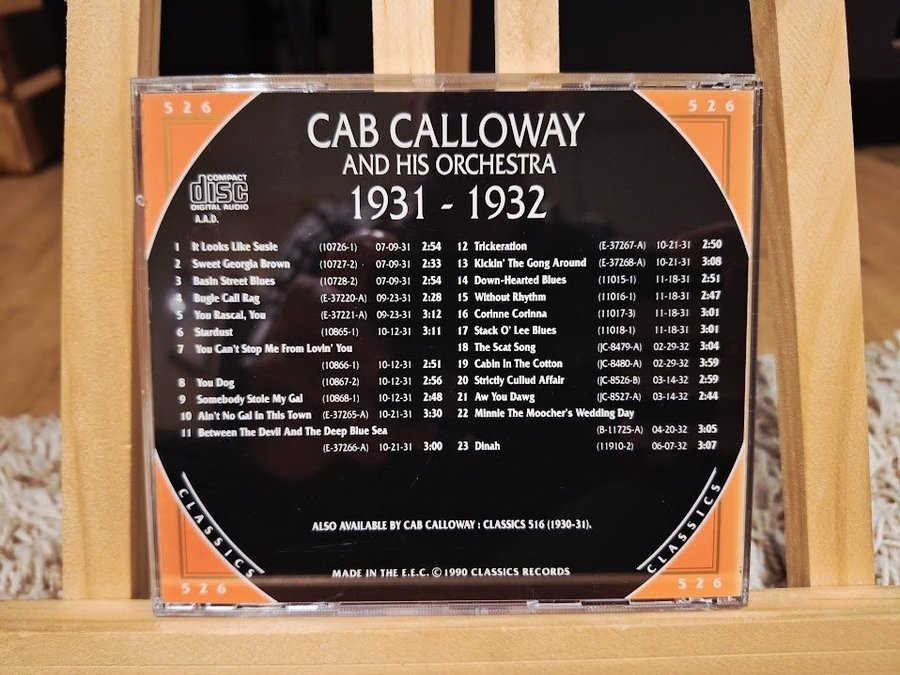 526
526
CAB CALLOWAY
AND HIS ORCHESTRA
1931 - 1932
COMPACT
disc
DIGITAL AUDIO
A.A.D.
1 It Looks Like Susie (10726-1) 07-09-31 2:54
2 Sweet Georgia Brown (10727-2) 07-09-31 2:33
3 Basin Street Blues (10728-2) 07-09-31 2:54
4 Bugle Call Rag (E-37220-A) 09-23-31 2:28
5 You Rascal, You (E-37221-A) 09-23-31 3:12
6 Stardust (10865-1) 10-12-31 3:11
7 You Can't Stop Me From Lovin' You
(10866-1) 10-12-31 2:51
8 You Dog (10867-2) 10-12-31 2:56
9 Somebody Stole My Gal (10868-1) 10-12-31 2:48
10 Ain't No Gal In This Town (E-37265-A) 10-21-31 3:30
11 Between The Devil And The Deep Blue Sea
(E-37266-A) 10-21-31 3:00
12 Trickeration (E-37267-A) 10-21-31 2:50
13 Kickin' The Gong Around (E-37268-A) 10-21-31 3:08
14 Down-Hearted Blues (11015-1) 11-18-31 2:51
15 Without Rhythm (11016-1) 11-18-31 2:47
16 Corinne Corinna (11017-3) 11-18-31 3:01
17 Stack O' Lee Blues (11018-1) 11-18-31 3:01
18 The Scat Song (JC-8479-A) 02-29-32 3:04
19 Cabin In The Cotton (JC-8480-A) 02-29-32 3:59
20 Strictly Cullud Affair (JC-8526-B) 03-14-32 2:59
21 Aw You Dawg (JC-8527-A) 03-14-32 2:44
22 Minnie The Moocher's Wedding Day
(B-11725-A) 04-20-32 3:05
23 Dinah (11910-2) 06-07-32 3:07
CLASSICS
CLASSICS
ALSO AVAILABLE BY CAB CALLOWAY : CLASSICS 516 (1930-31).
MADE IN THE E.E.C. © 1990 CLASSICS RECORDS
526
526